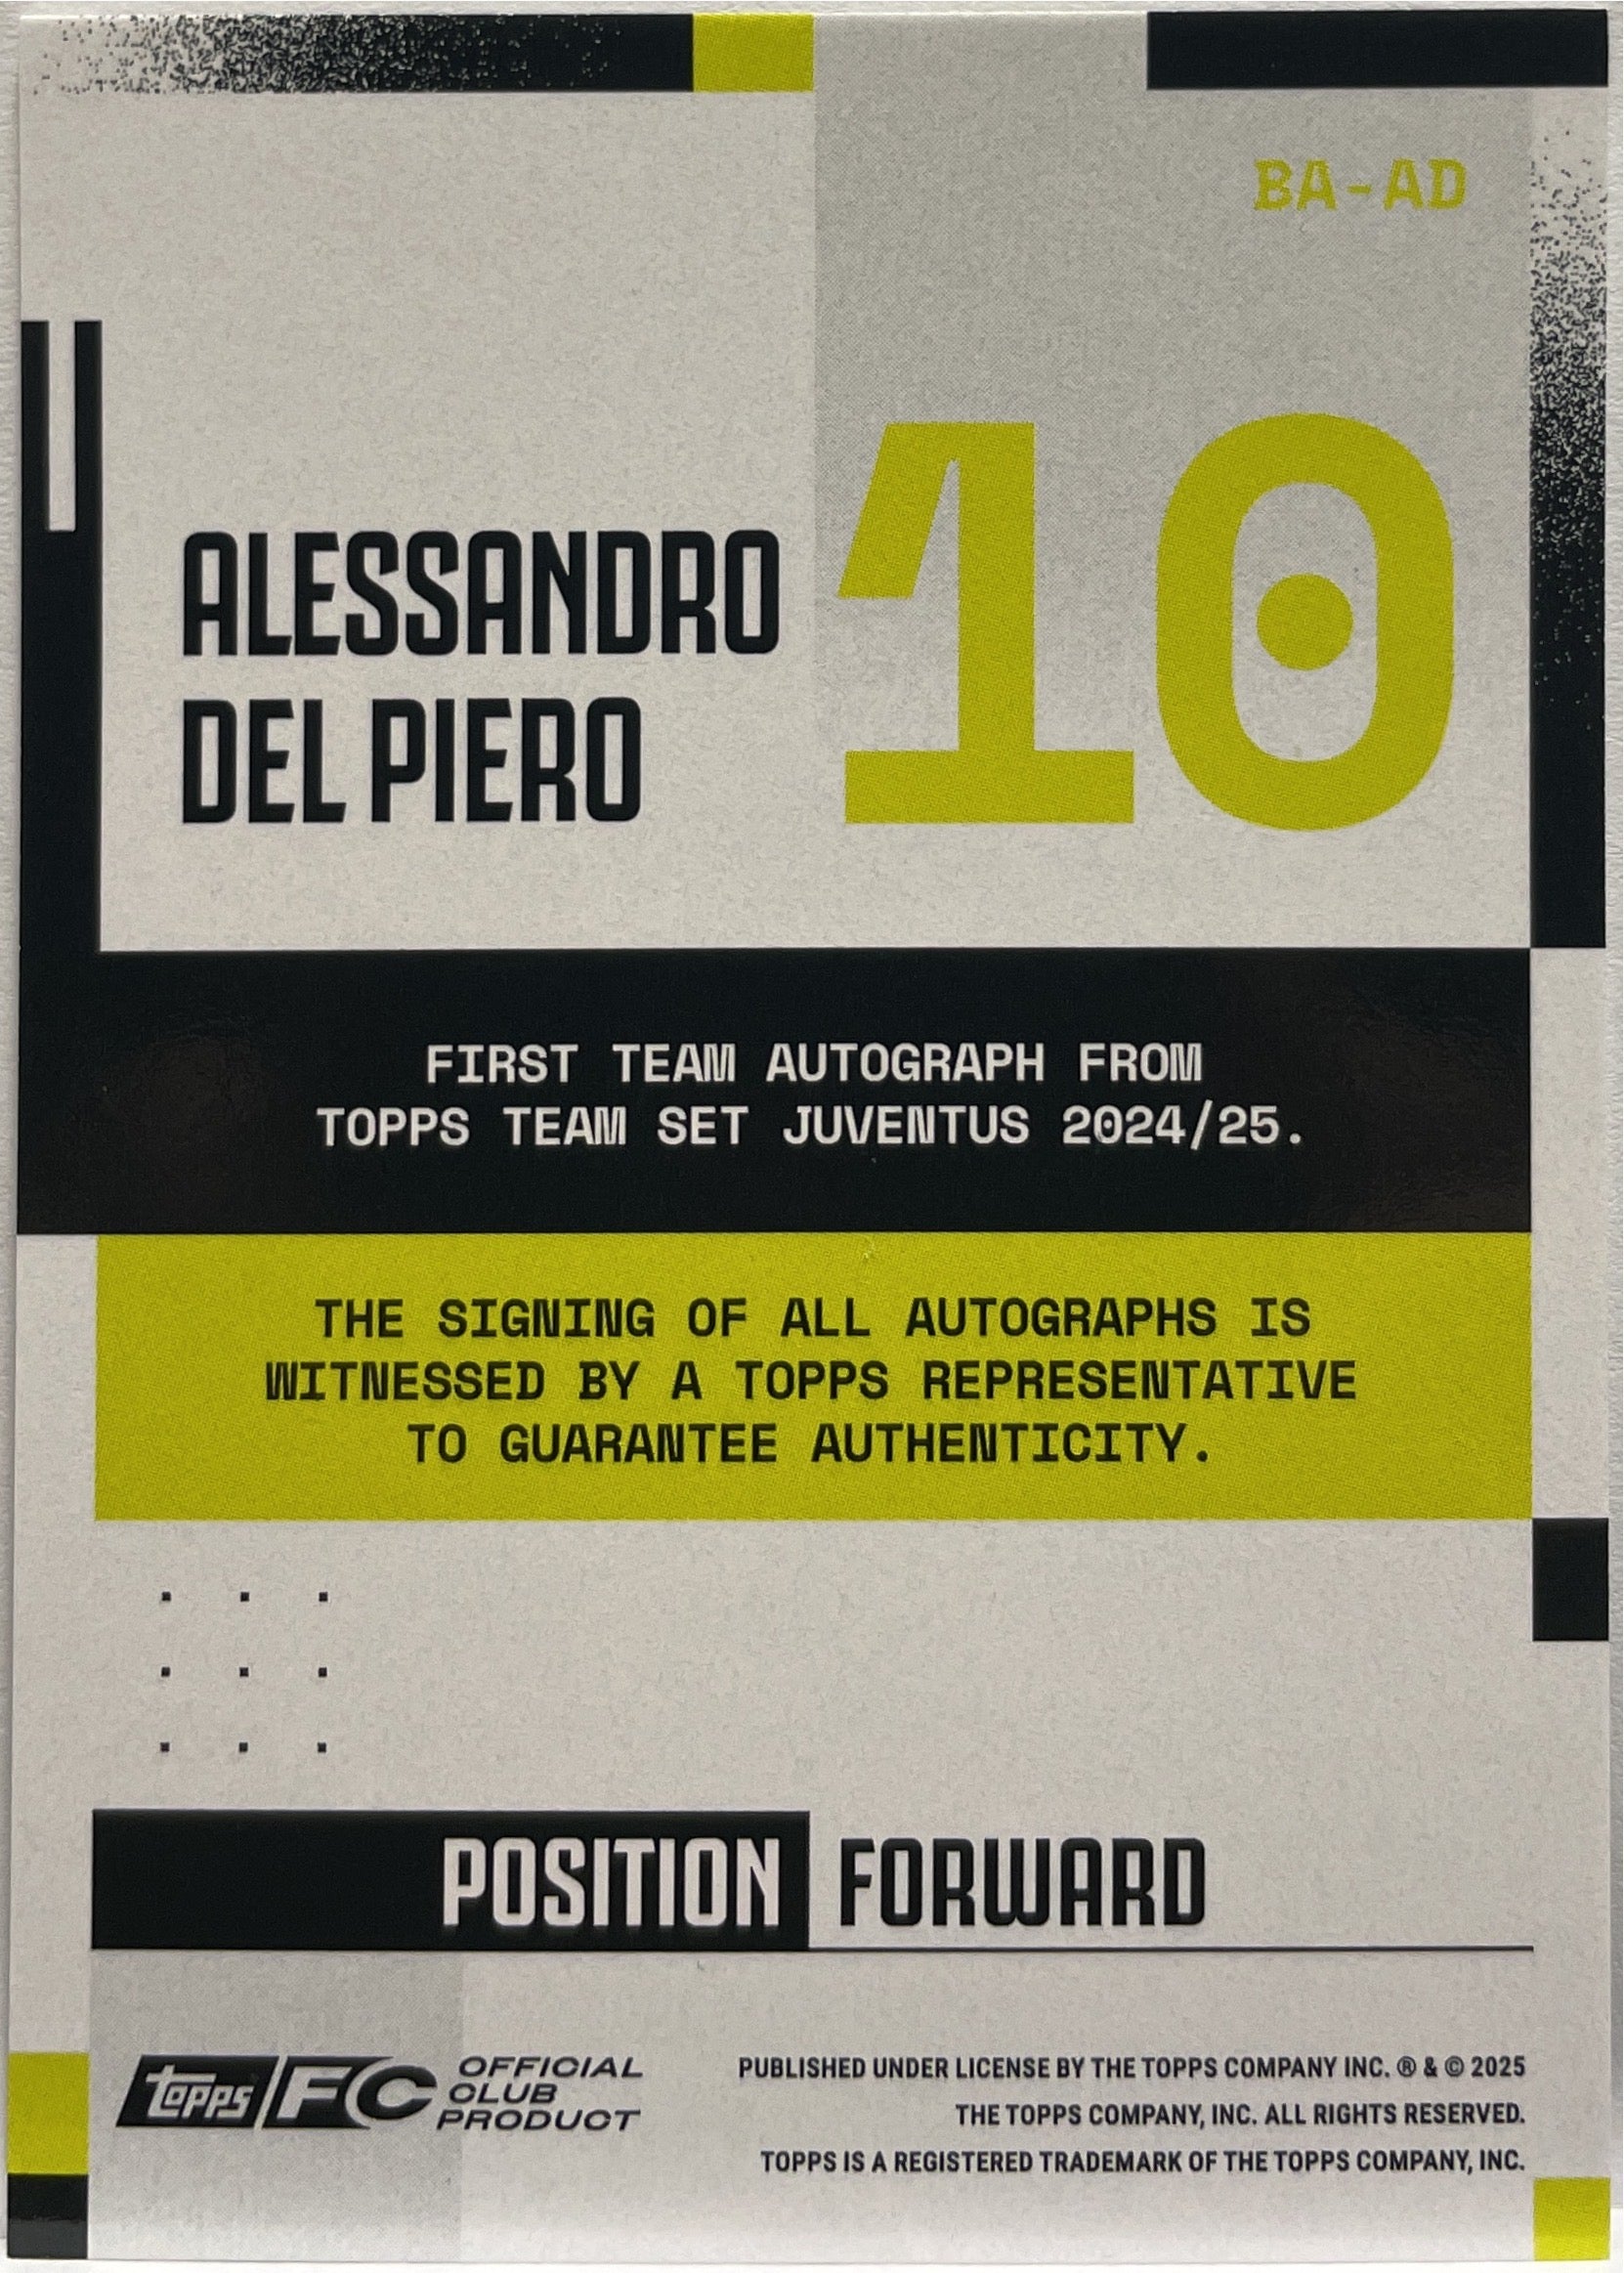 BA-AD
10
ALESSANDRO
DEL PIERO
FIRST TEAM AUTOGRAPH FROM
TOPPS TEAM SET JUVENTUS 2024/25.
THE SIGNING OF ALL AUTOGRAPHS IS
WITNESSED BY A TOPPS REPRESENTATIVE
TO GUARANTEE AUTHENTICITY.
POSITION FORWARD
topps FC OFFICIAL
CLUB
PRODUCT
PUBLISHED UNDER LICENSE BY THE TOPPS COMPANY INC. ® & © 2025
THE TOPPS COMPANY, INC. ALL RIGHTS RESERVED.
TOPPS IS A REGISTERED TRADEMARK OF THE TOPPS COMPANY, INC.